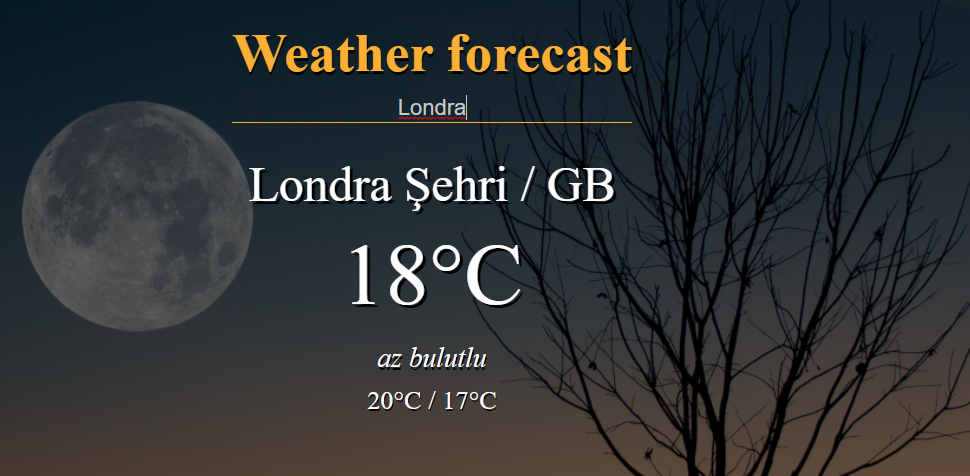 Weather forecast
Londra
Londra Şehri / GB
18°C
az bulutlu
20°C / 17°C